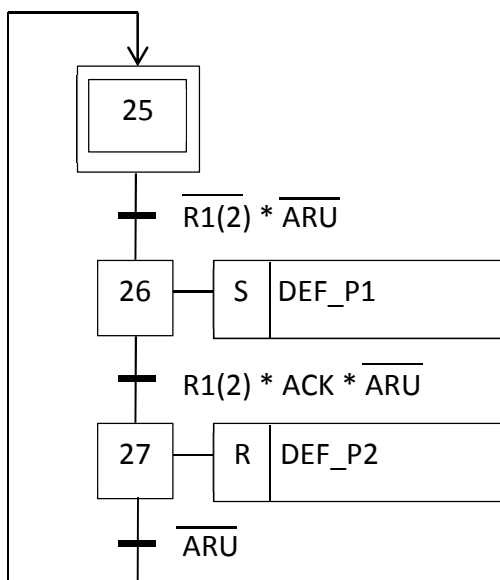 25
R1(2) * ARU
26 S DEF_P1
R1(2) * ACK * ARU
27 R DEF_P2
ARU